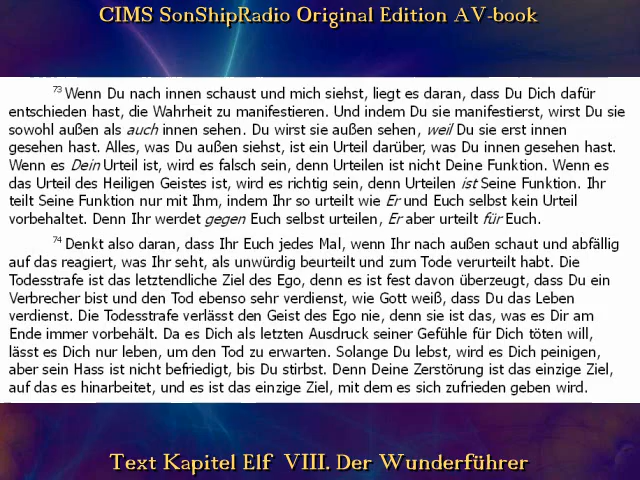 CIMS SonShipRadio Original Edition AV-book
73 Wenn Du nach innen schaust und mich siehst, liegt es daran, dass Du Dich dafür
entschieden hast, die Wahrheit zu manifestieren. Und indem Du sie manifestierst, wirst Du sie
sowohl außen als auch innen sehen. Du wirst sie außen sehen, weil Du sie erst innen
gesehen hast. Alles, was Du außen siehst, ist ein Urteil darüber, was Du innen gesehen hast.
Wenn es Dein Urteil ist, wird es falsch sein, denn Urteilen ist nicht Deine Funktion. Wenn es
das Urteil des Heiligen Geistes ist, wird es richtig sein, denn Urteilen ist Seine Funktion. Ihr
teilt Seine Funktion nur mit Ihm, indem Ihr so urteilt wie Er und Euch selbst kein Urteil
vorbehaltet. Denn Ihr werdet gegen Euch selbst urteilen, Er aber urteilt für Euch.
74 Denkt also daran, dass Ihr Euch jedes Mal, wenn Ihr nach außen schaut und abfällig
auf das reagiert, was Ihr seht, als unwürdig beurteilt und zum Tode verurteilt habt. Die
Todesstrafe ist das letztendliche Ziel des Ego, denn es ist fest davon überzeugt, dass Du ein
Verbrecher bist und den Tod ebenso sehr verdienst, wie Gott weiß, dass Du das Leben
verdienst. Die Todesstrafe verlässt den Geist des Ego nie, denn sie ist das, was es Dir am
Ende immer vorbehält. Da es Dich als letzten Ausdruck seiner Gefühle für Dich töten will,
lässt es Dich nur leben, um den Tod zu erwarten. Solange Du lebst, wird es Dich peinigen,
aber sein Hass ist nicht befriedigt, bis Du stirbst. Denn Deine Zerstörung ist das einzige Ziel,
auf das es hinarbeitet, und es ist das einzige Ziel, mit dem es sich zufrieden geben wird.
Text Kapitel Elf VIII. Der Wunderführer